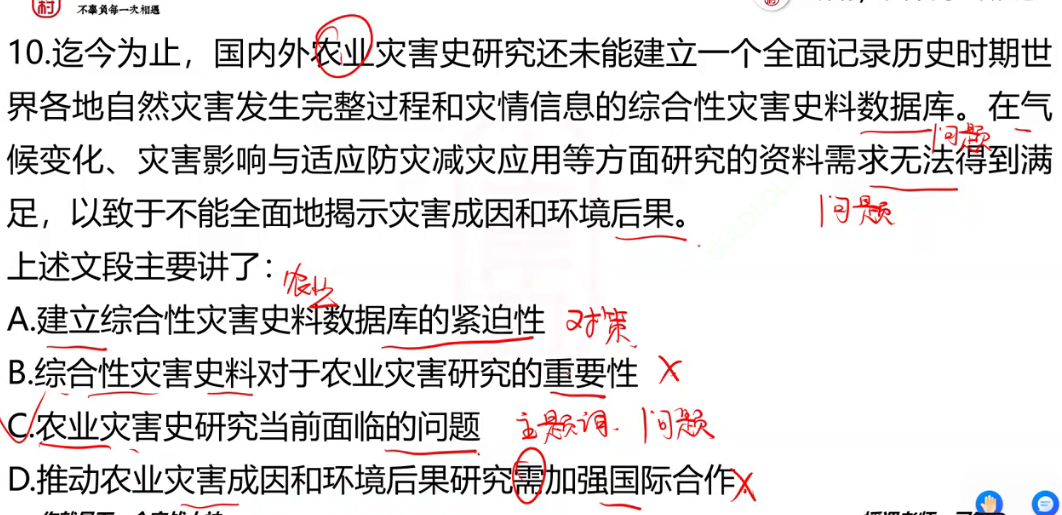 村 不辜负每一次相遇
10.迄今为止，国内外农业灾害史研究还未能建立一个全面记录历史时期世
界各地自然灾害发生完整过程和灾情信息的综合性灾害史料数据库。在气
问题
候变化、灾害影响与适应防灾减灾应用等方面研究的资料需求无法得到满
足，以致于不能全面地揭示灾害成因和环境后果。
问题
上述文段主要讲了：
农业
A.建立综合性灾害史料数据库的紧迫性 对策
B.综合性灾害史料对于农业灾害研究的重要性 X
C.农业灾害史研究当前面临的问题 主题词. 问题
D.推动农业灾害成因和环境后果研究需加强国际合作 X